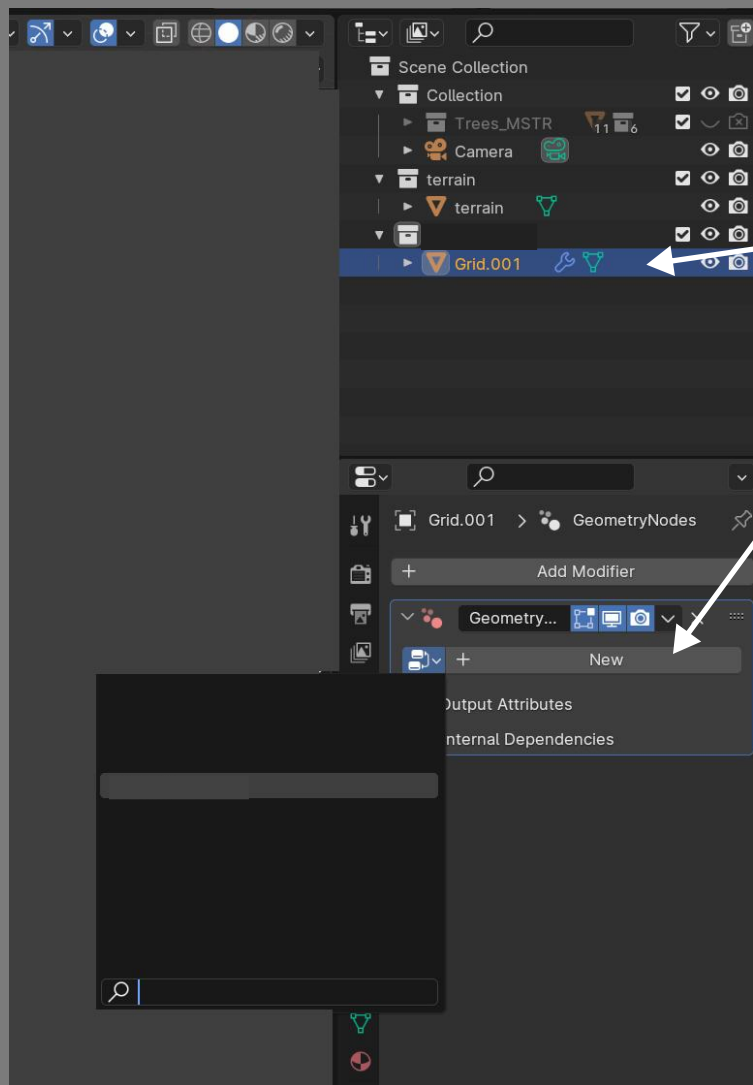 Scene Collection
Collection
Trees_MSTR 11 6
Camera
terrain
terrain
Grid.001
Grid.001 > GeometryNodes
+ Add Modifier
Geometry...
+ New
Output Attributes
nternal Dependencies